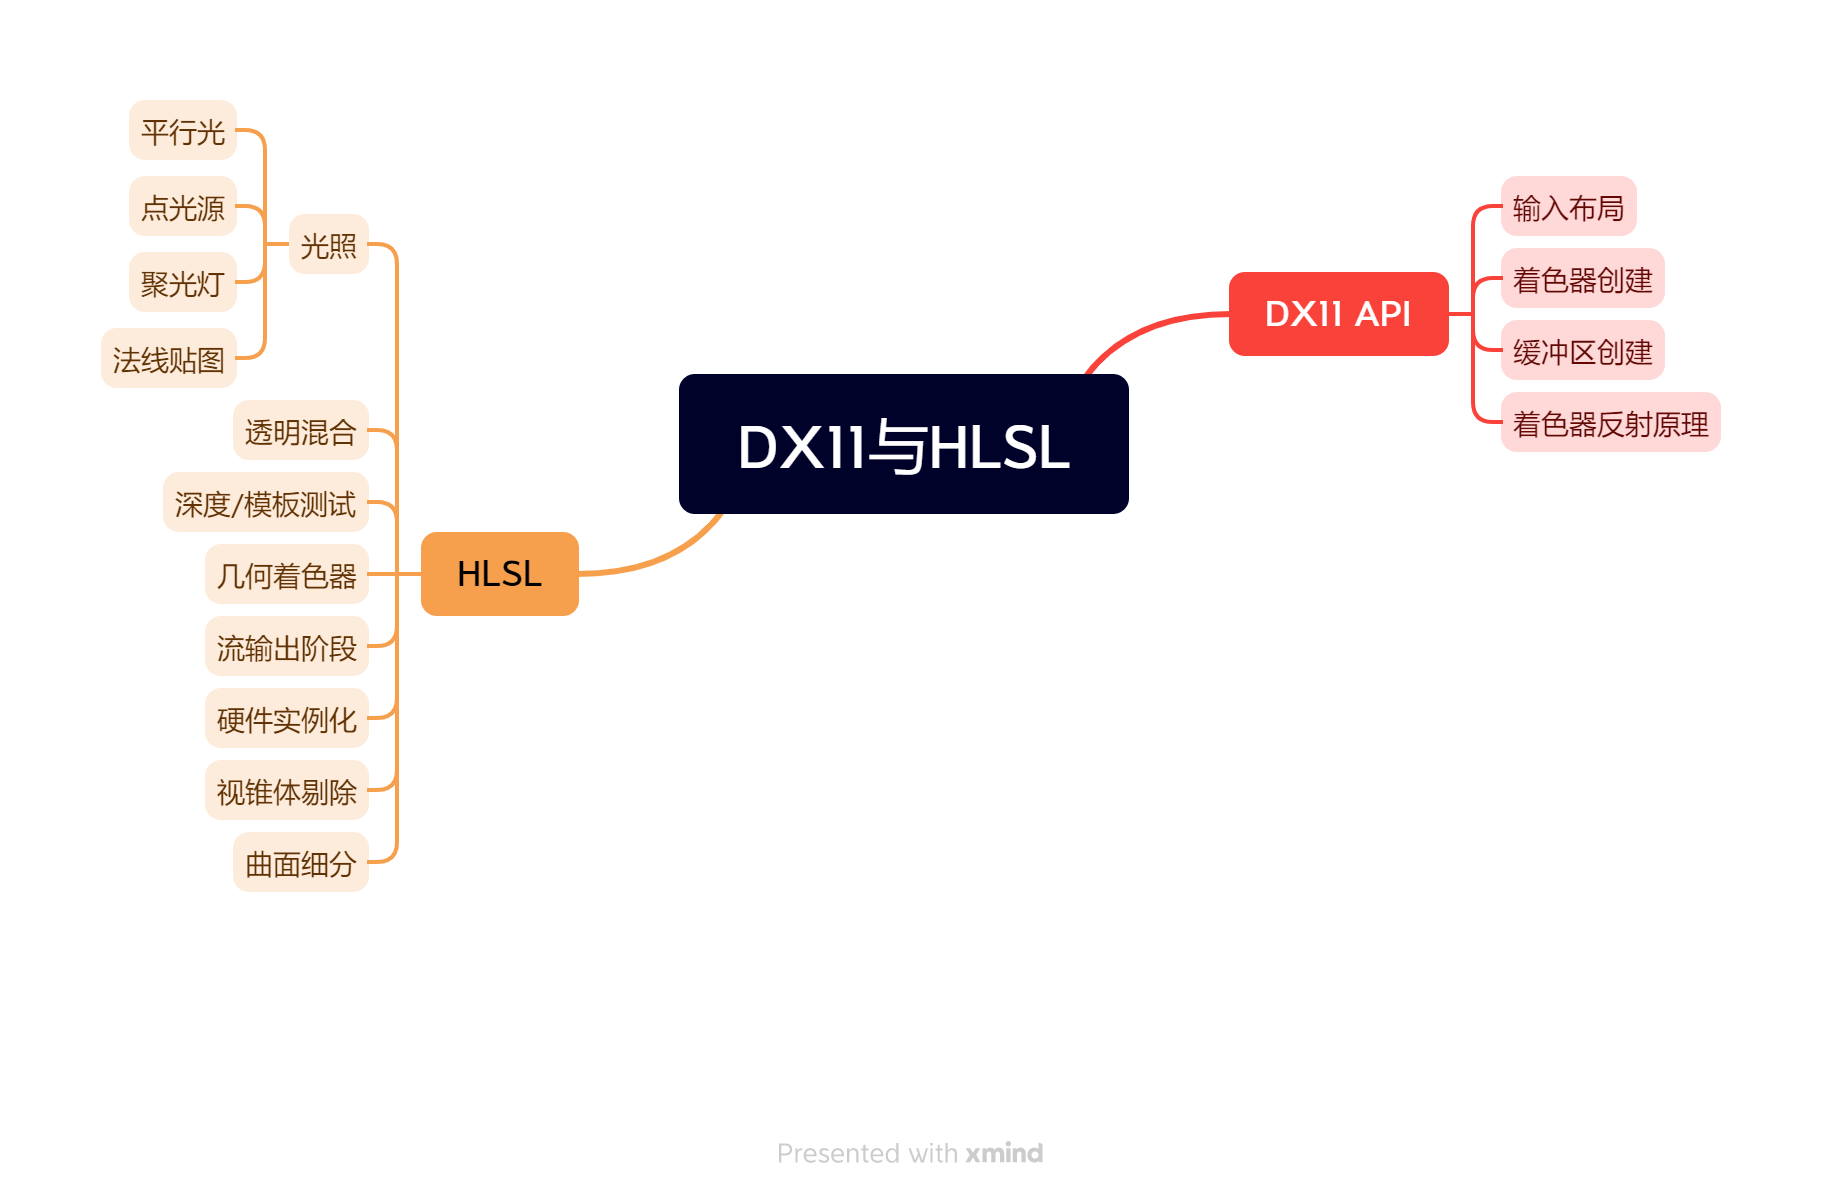 DX11与HLSL
DX11 API
输入布局
着色器创建
缓冲区创建
着色器反射原理
HLSL
光照
平行光
点光源
聚光灯
法线贴图
透明混合
深度/模板测试
几何着色器
流输出阶段
硬件实例化
视锥体剔除
曲面细分
Presented with xmind